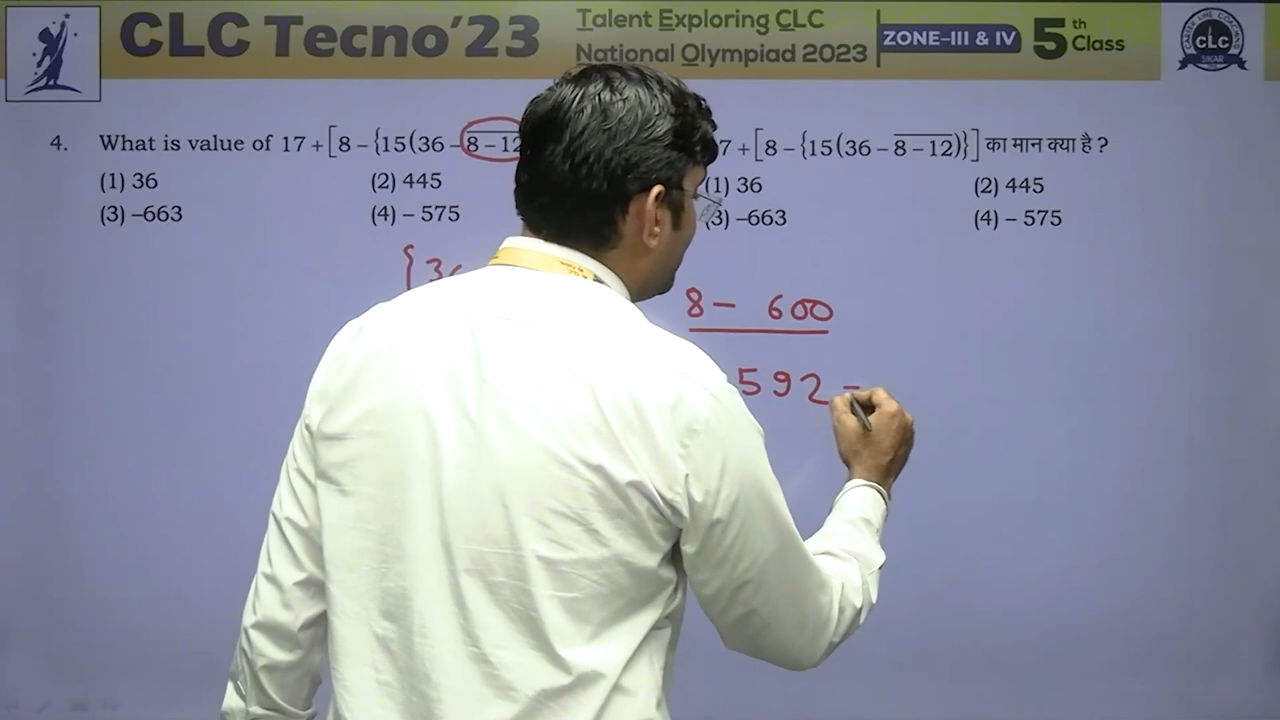 CLC Tecno'23
Talent Exploring CLC
National Olympiad 2023
ZONE–III & IV
5th Class
CLC
SIKAR
4. What is value of 17 + [8 – {15(36 – 8 – 12
7 + [8 – {15(36 – 8 – 12)}] का मान क्या है ?
(1) 36 (2) 445
(3) –663 (4) – 575
(1) 36 (2) 445
(3) –663 (4) – 575
{36
8 – 600
592 =